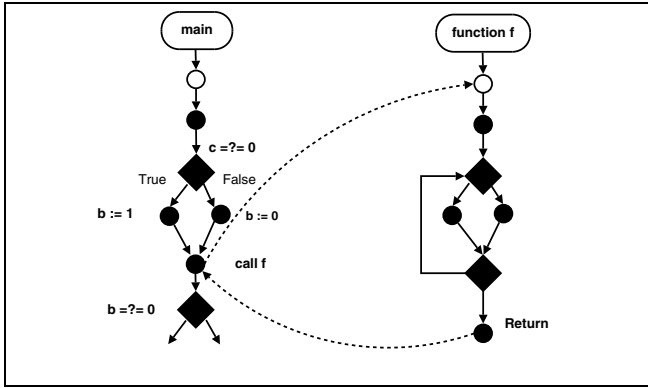 main
function f
c =?= 0
True
False
b := 1
b := 0
call f
b =?= 0
Return